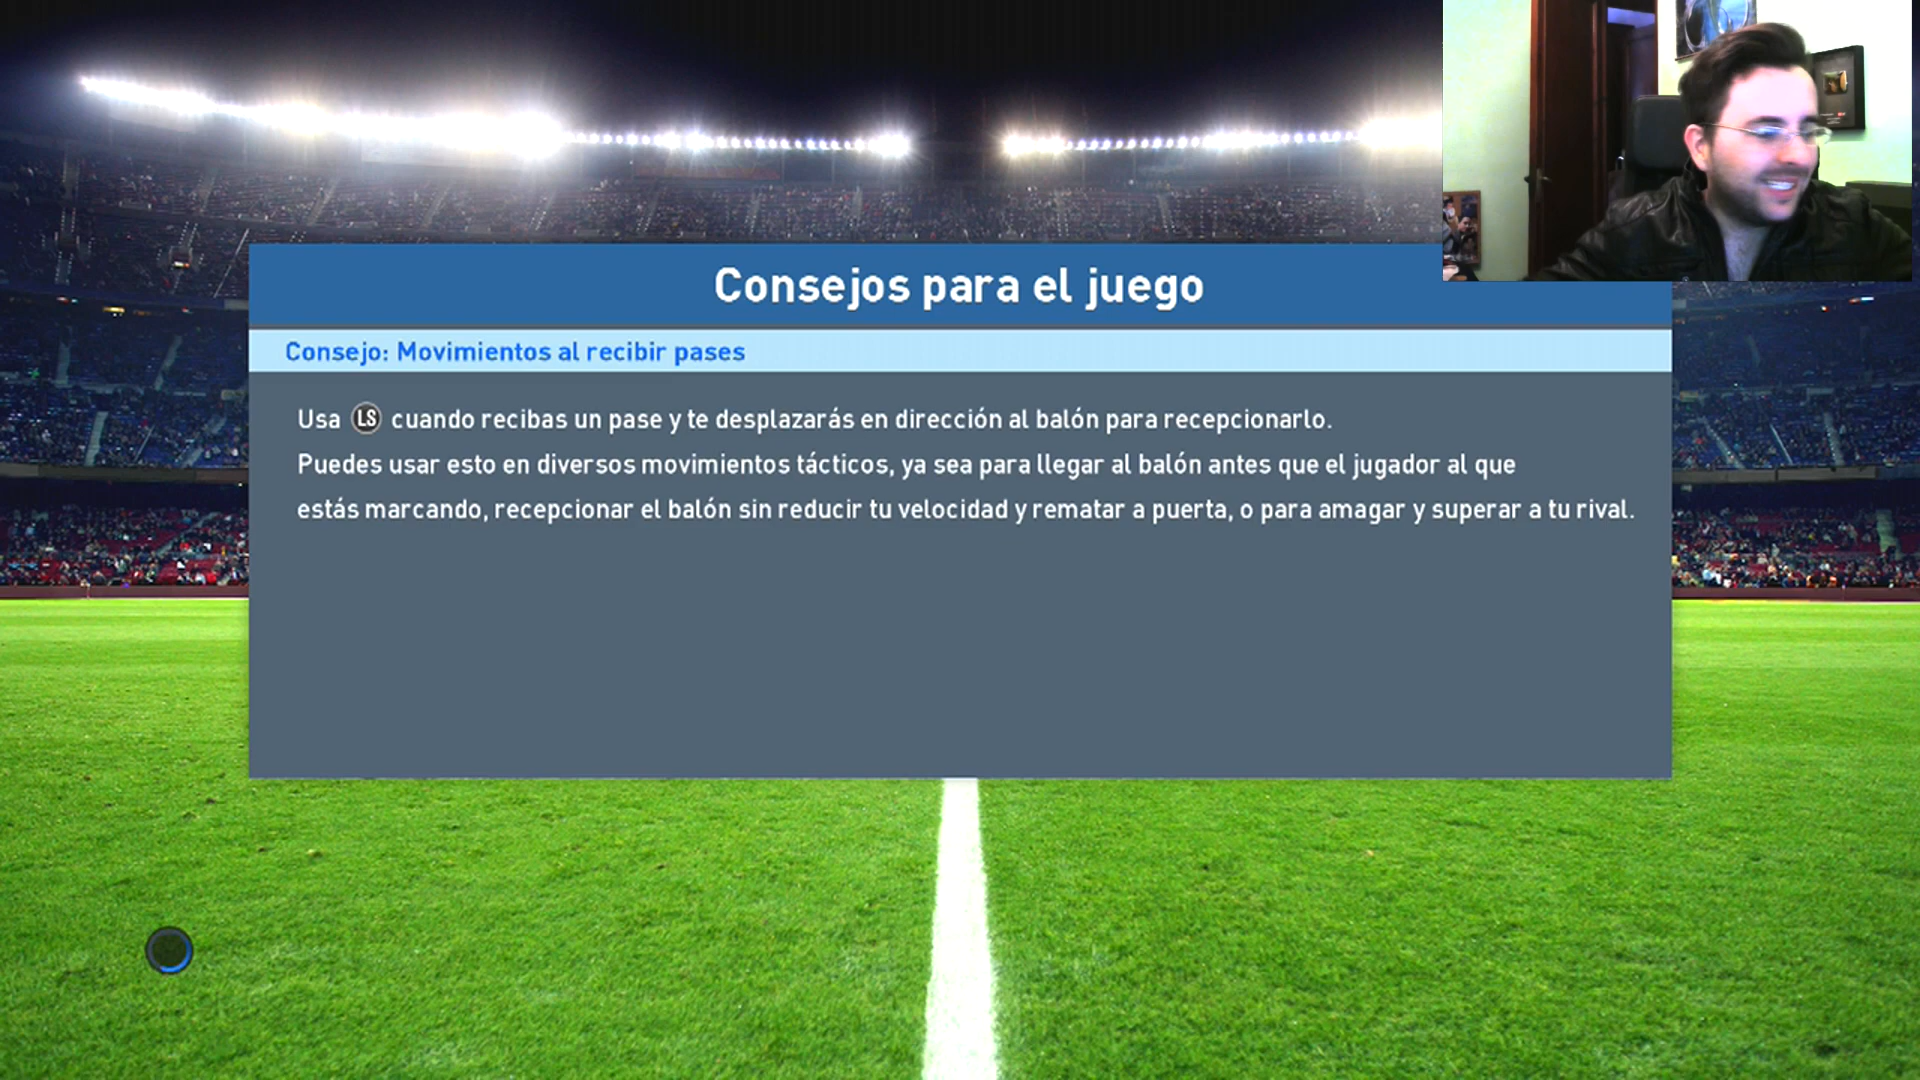 Consejos para el juego
Consejo: Movimientos al recibir pases
Usa LS cuando recibas un pase y te desplazarás en dirección al balón para recepcionarlo.
Puedes usar esto en diversos movimientos tácticos, ya sea para llegar al balón antes que el jugador al que
estás marcando, recepcionar el balón sin reducir tu velocidad y rematar a puerta, o para amagar y superar a tu rival.